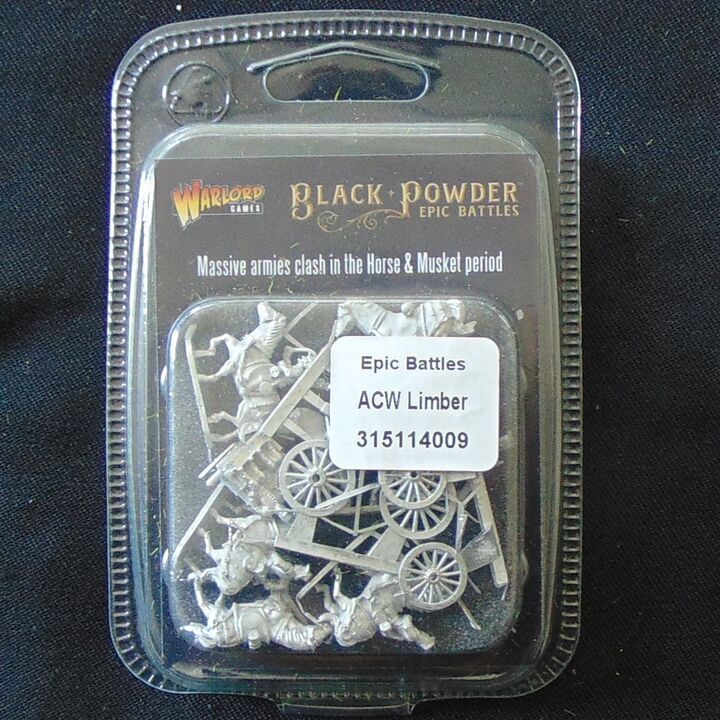 WARLORD
GAMES
BLACK POWDER
EPIC BATTLES
Massive armies clash in the Horse & Musket period
Epic Battles
ACW Limber
315114009